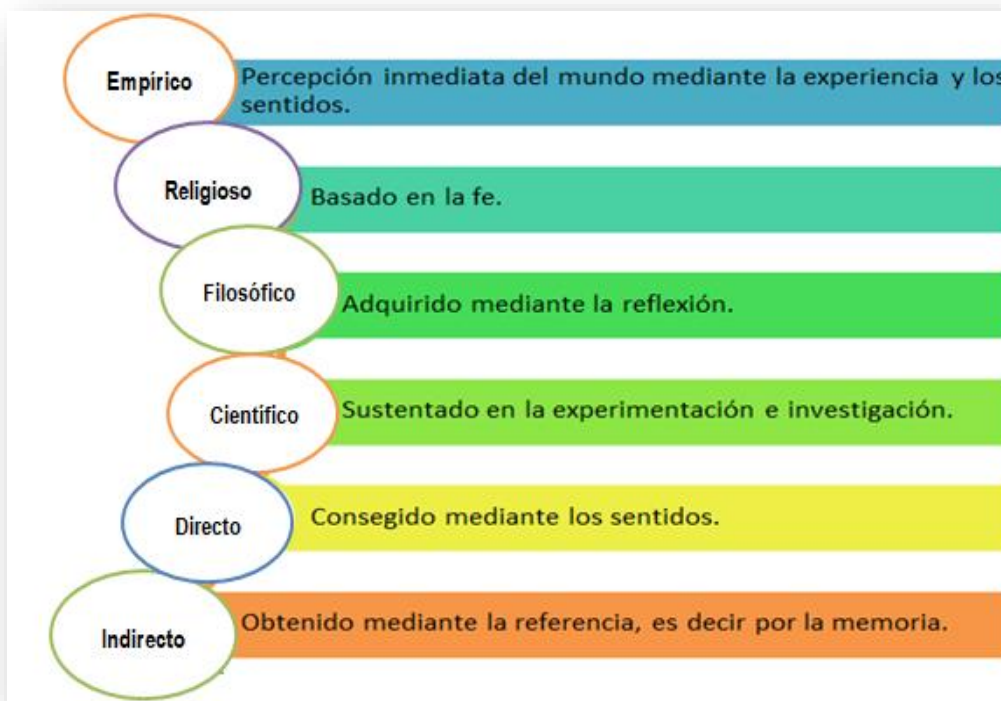 Empírico
Percepción inmediata del mundo mediante la experiencia y los
sentidos.
Religioso
Basado en la fe.
Filosófico
Adquirido mediante la reflexión.
Científico
Sustentado en la experimentación e investigación.
Directo
Consegido mediante los sentidos.
Indirecto
Obtenido mediante la referencia, es decir por la memoria.